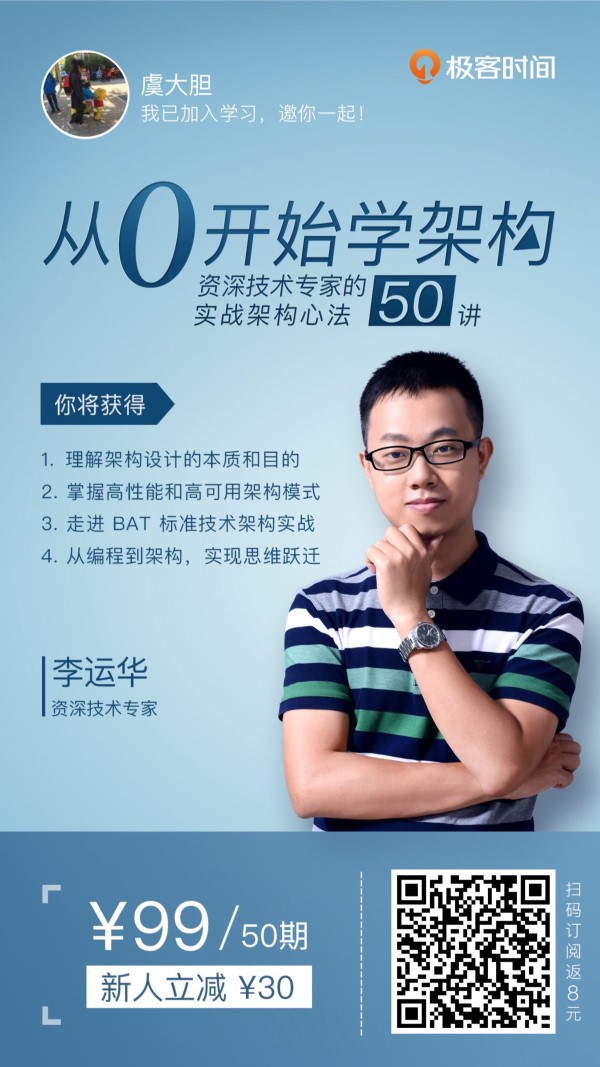 极客时间
虞大胆
我已加入学习，邀你一起！
从0开始学架构
资深技术专家的
实战架构心法 50 讲
你将获得
1. 理解架构设计的本质和目的
2. 掌握高性能和高可用架构模式
3. 走进 BAT 标准技术架构实战
4. 从编程到架构，实现思维跃迁
李运华
资深技术专家
¥99/50期
新人立减 ¥30
扫码订阅返8元